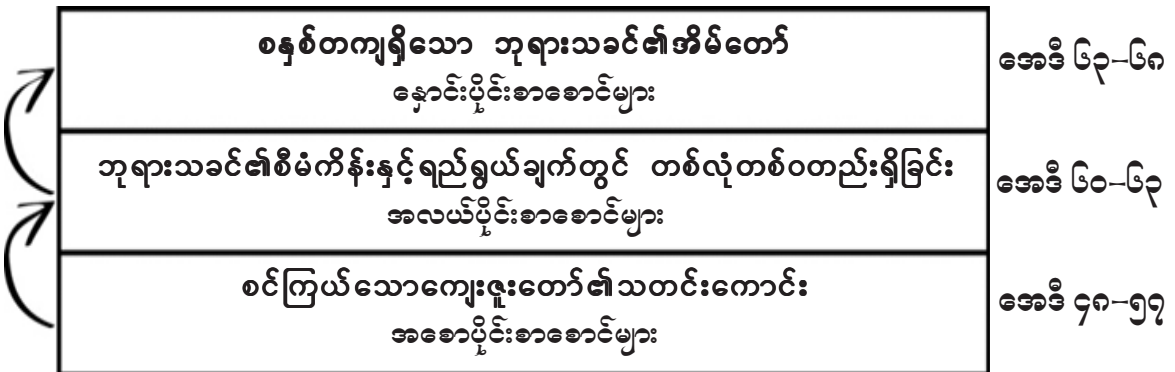 စနစ်တကျရှိသော ဘုရားသခင်၏အိမ်တော်
နှောင်းပိုင်းစာစောင်များ
အေဒီ ၆၃–၆၈
ဘုရားသခင်၏စီမံကိန်းနှင့်ရည်ရွယ်ချက်တွင် တစ်လုံတစ်ဝတည်းရှိခြင်း
အလယ်ပိုင်းစာစောင်များ
အေဒီ ၆၀–၆၃
စင်ကြယ်သောကျေးဇူးတော်၏သတင်းကောင်း
အစောပိုင်းစာစောင်များ
အေဒီ ၄၈–၅၇